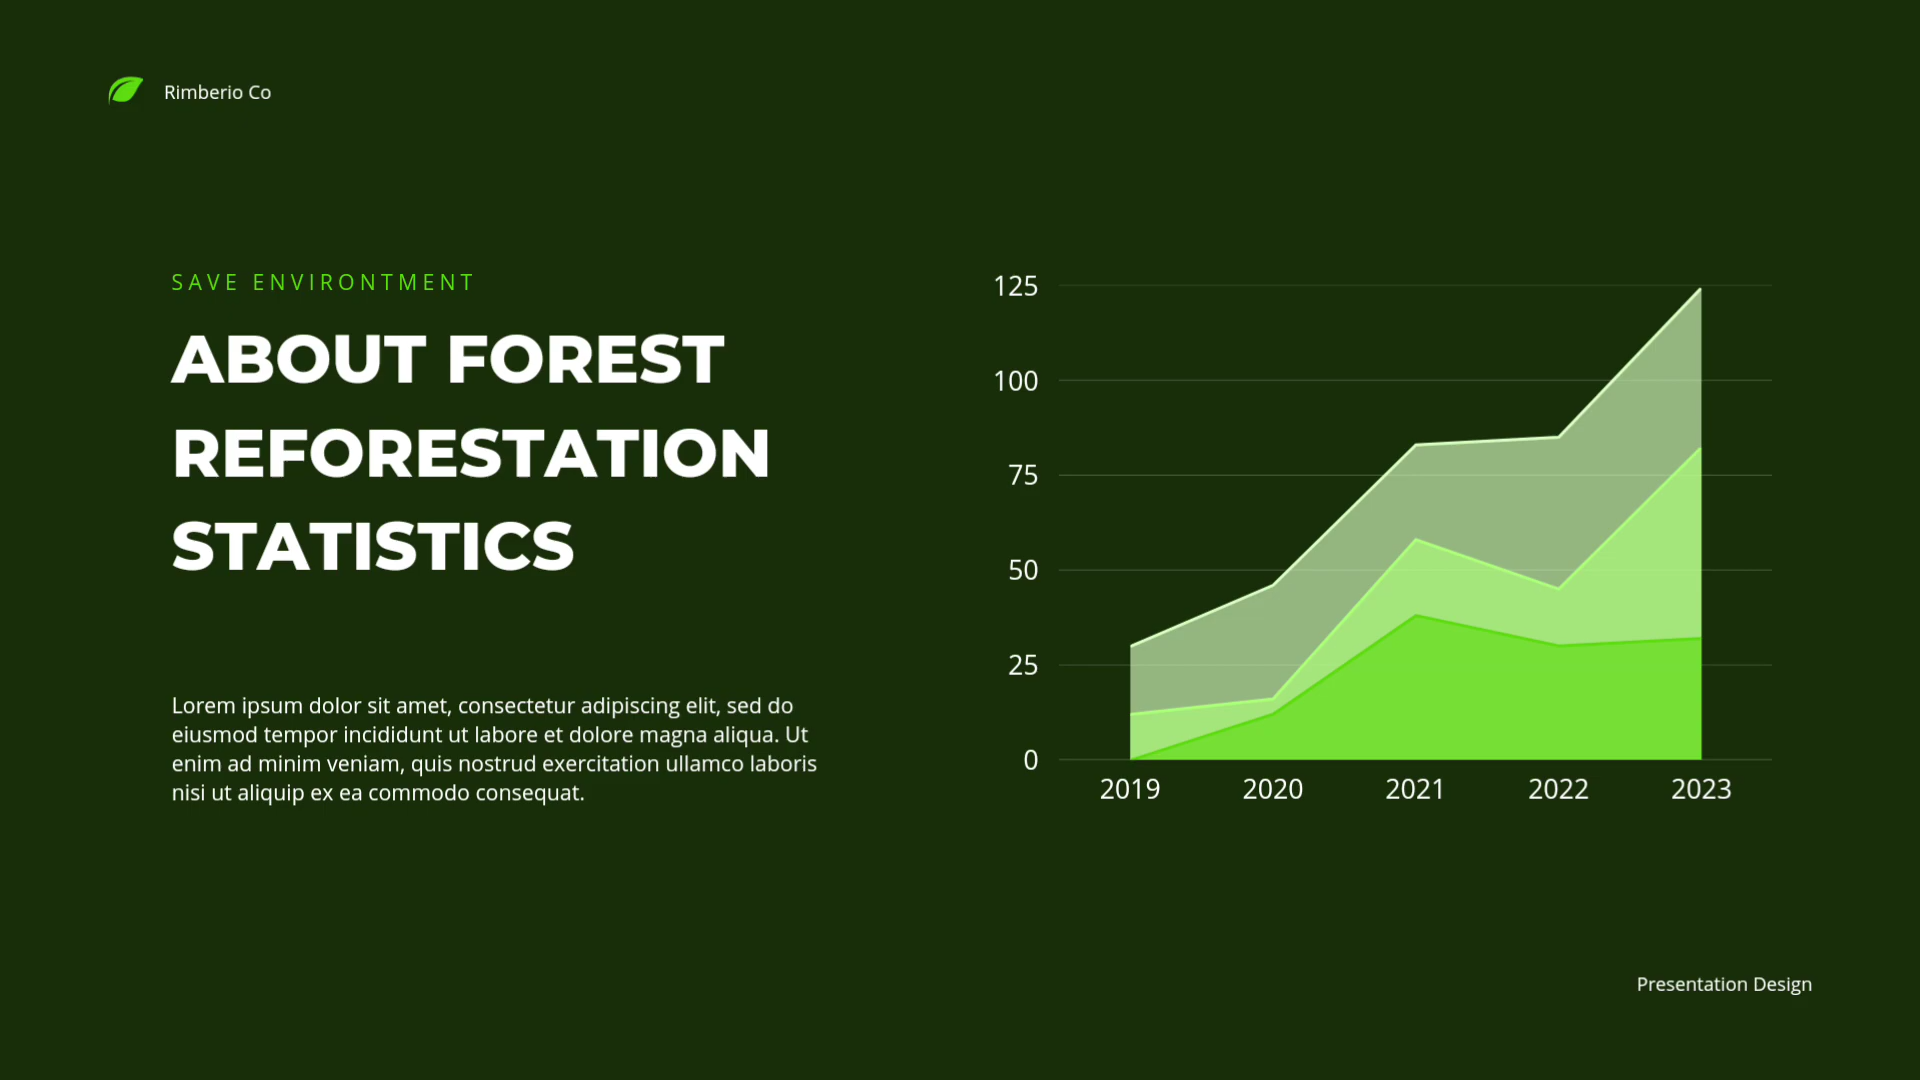 Rimberio Co
SAVE ENVIRONTMENT
ABOUT FOREST
REFORESTATION
STATISTICS
Lorem ipsum dolor sit amet, consectetur adipiscing elit, sed do
eiusmod tempor incididunt ut labore et dolore magna aliqua. Ut
enim ad minim veniam, quis nostrud exercitation ullamco laboris
nisi ut aliquip ex ea commodo consequat.
125
100
75
50
25
0
2019 2020 2021 2022 2023
Presentation Design